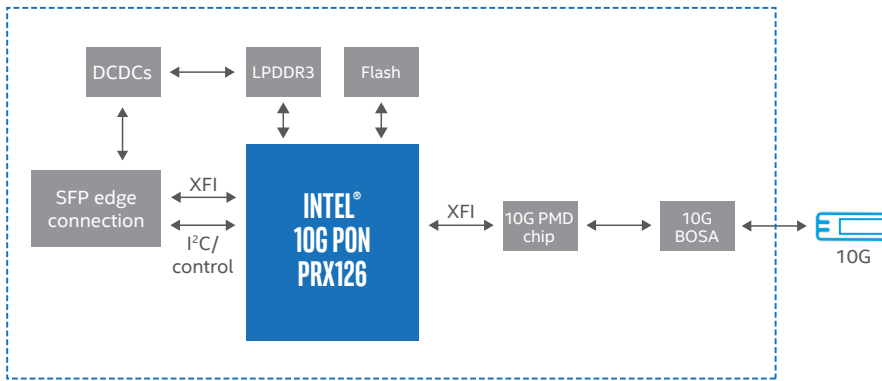 DCDCs
LPDDR3
Flash
SFP edge
connection
XFI
I²C/
control
INTEL®
10G PON
PRX126
XFI
10G PMD
chip
10G
BOSA
10G